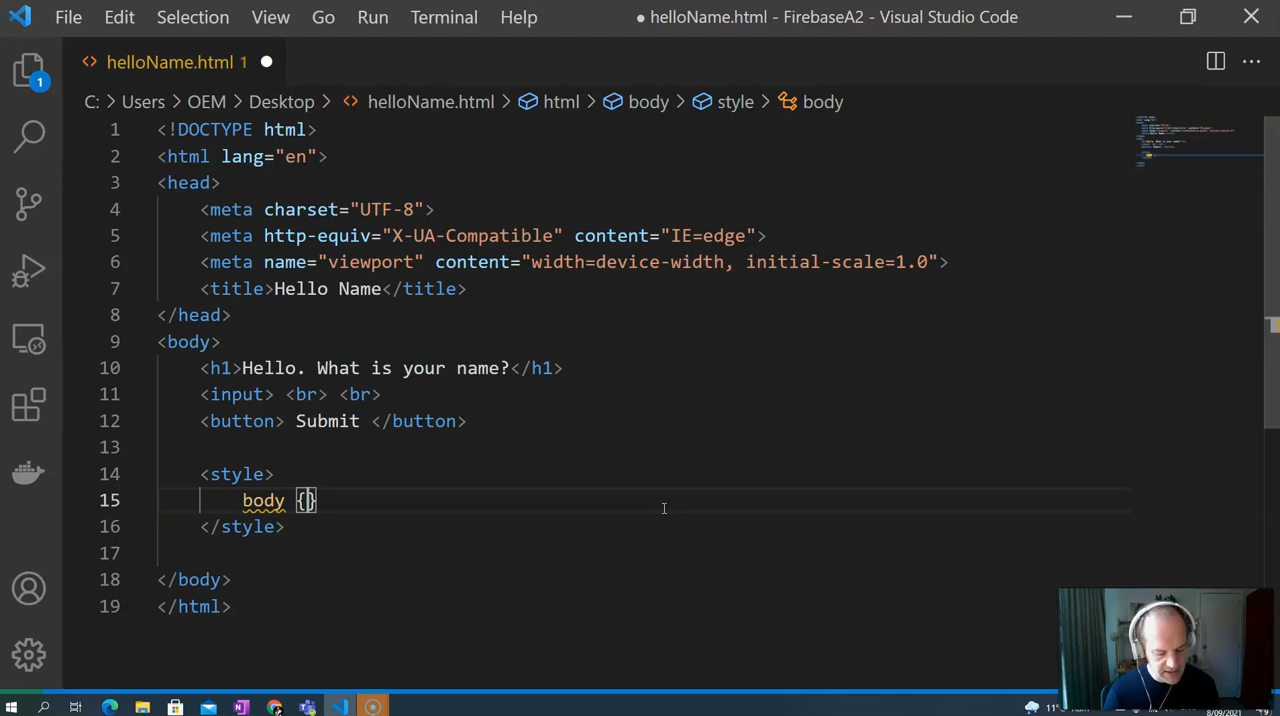 File Edit Selection View Go Run Terminal Help ● helloName.html - FirebaseA2 - Visual Studio Code
helloName.html 1
1
C: > Users > OEM > Desktop > helloName.html > html > body > style > body
1 <!DOCTYPE html>
2 <html lang="en">
3 <head>
4 <meta charset="UTF-8">
5 <meta http-equiv="X-UA-Compatible" content="IE=edge">
6 <meta name="viewport" content="width=device-width, initial-scale=1.0">
7 <title>Hello Name</title>
8 </head>
9 <body>
10 <h1>Hello. What is your name?</h1>
11 <input> <br> <br>
12 <button> Submit </button>
13
14 <style>
15 body {}
16 </style>
17
18 </body>
19 </html>
11°
8/09/2021